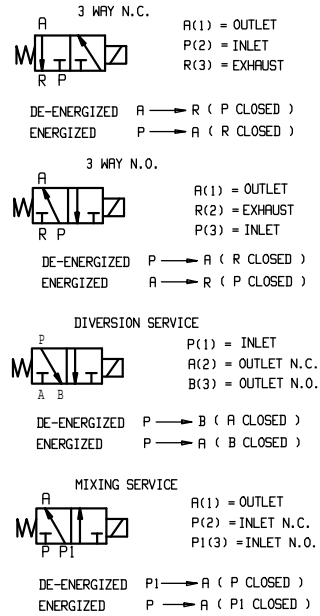 3 WAY N.C.
A
A(1) = OUTLET
P(2) = INLET
R(3) = EXHAUST
R P
DE-ENERGIZED A → R ( P CLOSED )
ENERGIZED P → A ( R CLOSED )
3 WAY N.O.
A
A(1) = OUTLET
R(2) = EXHAUST
P(3) = INLET
R P
DE-ENERGIZED P → A ( R CLOSED )
ENERGIZED A → R ( P CLOSED )
DIVERSION SERVICE
P
P(1) = INLET
A(2) = OUTLET N.C.
B(3) = OUTLET N.O.
A B
DE-ENERGIZED P → B ( A CLOSED )
ENERGIZED P → A ( B CLOSED )
MIXING SERVICE
A
A(1) = OUTLET
P(2) = INLET N.C.
P1(3) = INLET N.O.
P P1
DE-ENERGIZED P1 → A ( P CLOSED )
ENERGIZED P → A ( P1 CLOSED )